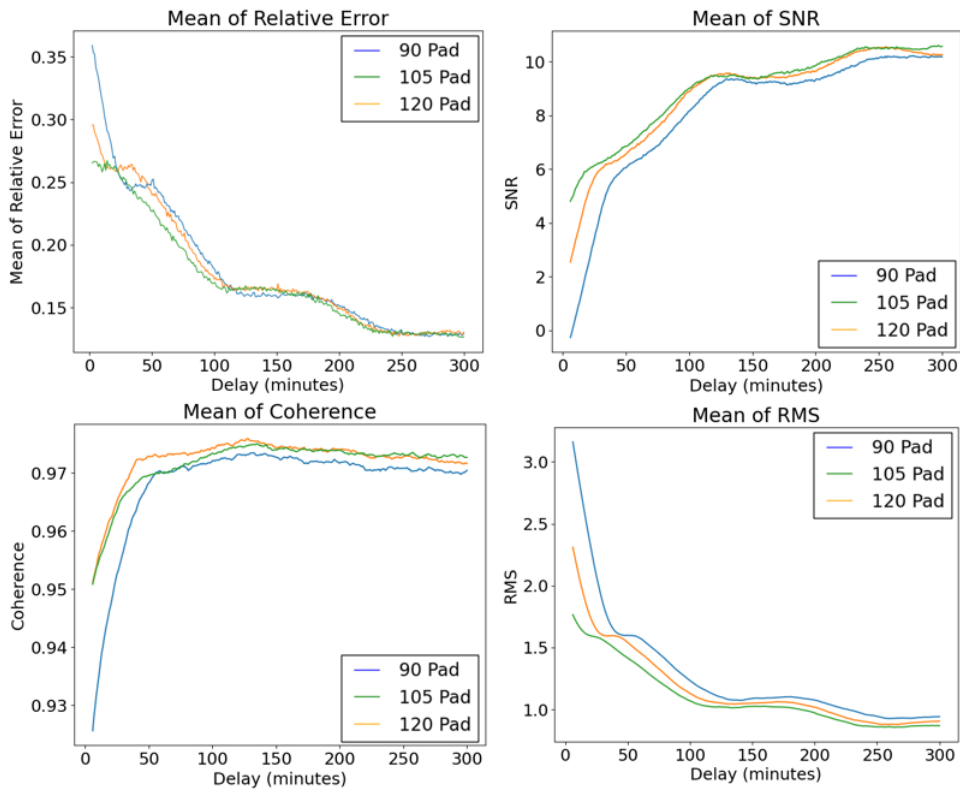 Mean of Relative Error
Mean of Relative Error
0.35
0.30
0.25
0.20
0.15
90 Pad
105 Pad
120 Pad
0 50 100 150 200 250 300
Delay (minutes)
Mean of SNR
SNR
10
8
6
4
2
0
90 Pad
105 Pad
120 Pad
0 50 100 150 200 250 300
Delay (minutes)
Mean of Coherence
Coherence
0.97
0.96
0.95
0.94
0.93
90 Pad
105 Pad
120 Pad
0 50 100 150 200 250 300
Delay (minutes)
Mean of RMS
RMS
3.0
2.5
2.0
1.5
1.0
90 Pad
105 Pad
120 Pad
0 50 100 150 200 250 300
Delay (minutes)